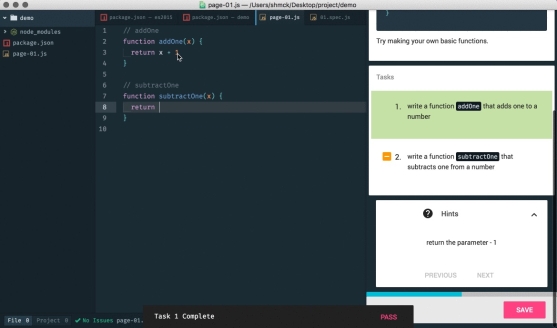 page-01.js — /Users/shmck/Desktop/project/demo
demo
node_modules
package.json
page-01.js
package.json — es2015
package.json — demo
page-01.js
01.spec.js
1 // addOne
2 function addOne(x) {
3 return x + 1
4 }
5
6 // subtractOne
7 function subtractOne(x) {
8 return
9 }
10
}
Try making your own basic functions.
Tasks
1. write a function addOne that adds one to a
number
2. write a function subtractOne that
subtracts one from a number
? Hints
return the parameter - 1
PREVIOUS NEXT
SAVE
File 0 Project 0 No Issues page-01.
Task 1 Complete PASS